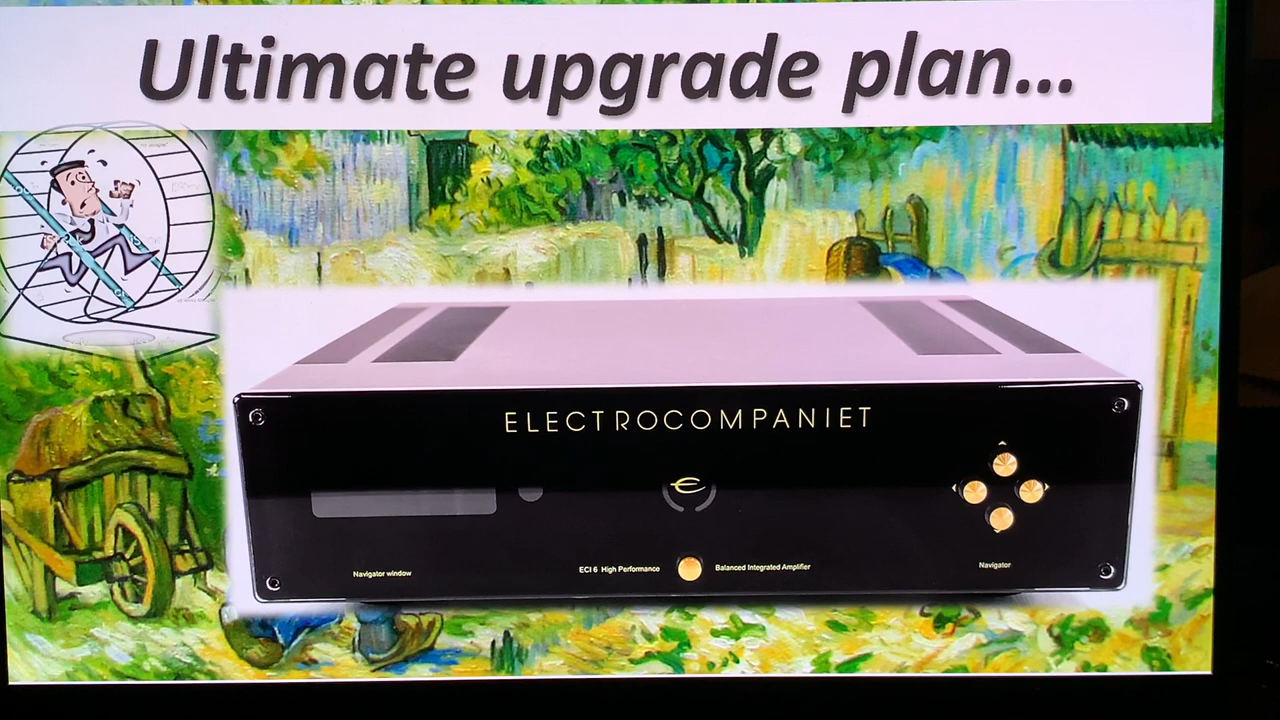 Ultimate upgrade plan...
ELECTROCOMPANIET
Navigator window
ECI 6 High Performance
Balanced Integrated Amplifier
Navigator